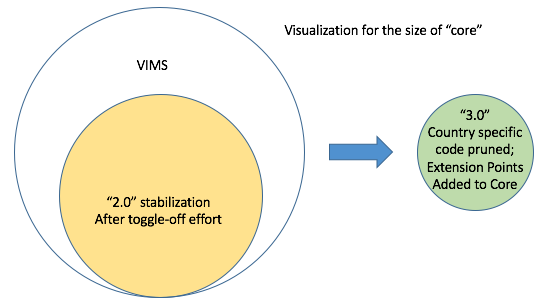 Visualization for the size of “core”
VIMS
“2.0” stabilization
After toggle-off effort
“3.0”
Country specific
code pruned;
Extension Points
Added to Core